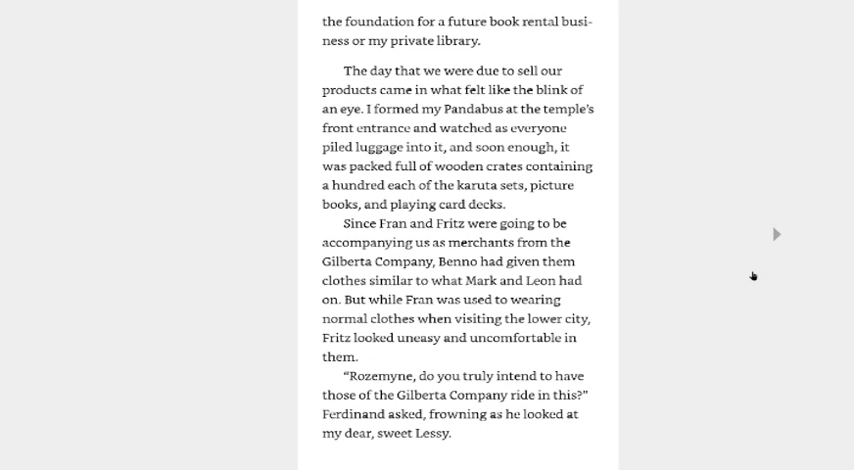 the foundation for a future book rental busi-
ness or my private library.
The day that we were due to sell our
products came in what felt like the blink of
an eye. I formed my Pandabus at the temple's
front entrance and watched as everyone
piled luggage into it, and soon enough, it
was packed full of wooden crates containing
a hundred each of the karuta sets, picture
books, and playing card decks.
Since Fran and Fritz were going to be
accompanying us as merchants from the
Gilberta Company, Benno had given them
clothes similar to what Mark and Leon had
on. But while Fran was used to wearing
normal clothes when visiting the lower city,
Fritz looked uneasy and uncomfortable in
them.
“Rozemyne, do you truly intend to have
those of the Gilberta Company ride in this?”
Ferdinand asked, frowning as he looked at
my dear, sweet Lessy.